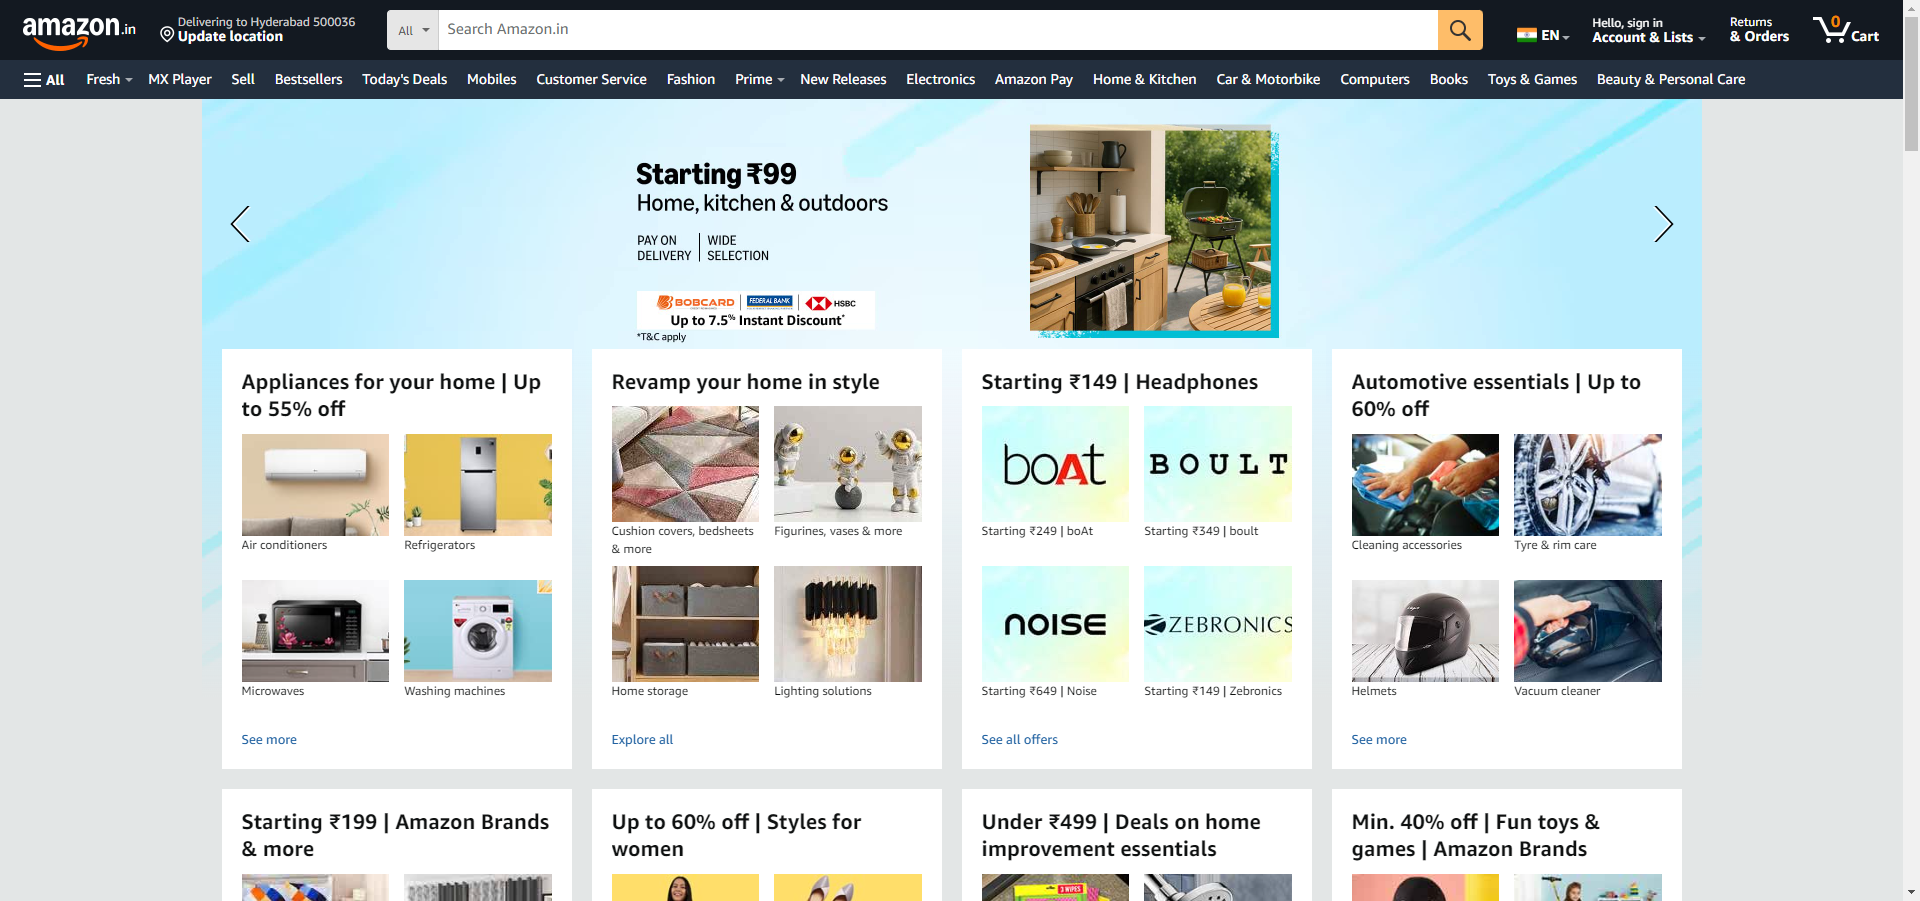 amazon.in
Delivering to Hyderabad 500036
Update location
All
Search Amazon.in
EN
Hello, sign in
Account & Lists
Returns
& Orders
0
Cart
All
Fresh
MX Player
Sell
Bestsellers
Today's Deals
Mobiles
Customer Service
Fashion
Prime
New Releases
Electronics
Amazon Pay
Home & Kitchen
Car & Motorbike
Computers
Books
Toys & Games
Beauty & Personal Care
Starting ₹99
Home, kitchen & outdoors
PAY ON
DELIVERY
WIDE
SELECTION
BOBCARD
FEDERAL BANK
HSBC
Up to 7.5% Instant Discount*
*T&C apply
Appliances for your home | Up
to 55% off
Air conditioners
Refrigerators
Microwaves
Washing machines
See more
Revamp your home in style
Cushion covers, bedsheets
& more
Figurines, vases & more
Home storage
Lighting solutions
Explore all
Starting ₹149 | Headphones
boAt
BOULT
Starting ₹249 | boAt
Starting ₹349 | boult
NOISE
ZEBRONICS
Starting ₹649 | Noise
Starting ₹149 | Zebronics
See all offers
Automotive essentials | Up to
60% off
Cleaning accessories
Tyre & rim care
Helmets
Vacuum cleaner
See more
Starting ₹199 | Amazon Brands
& more
Up to 60% off | Styles for
women
Under ₹499 | Deals on home
improvement essentials
3 WIPES
Min. 40% off | Fun toys &
games | Amazon Brands